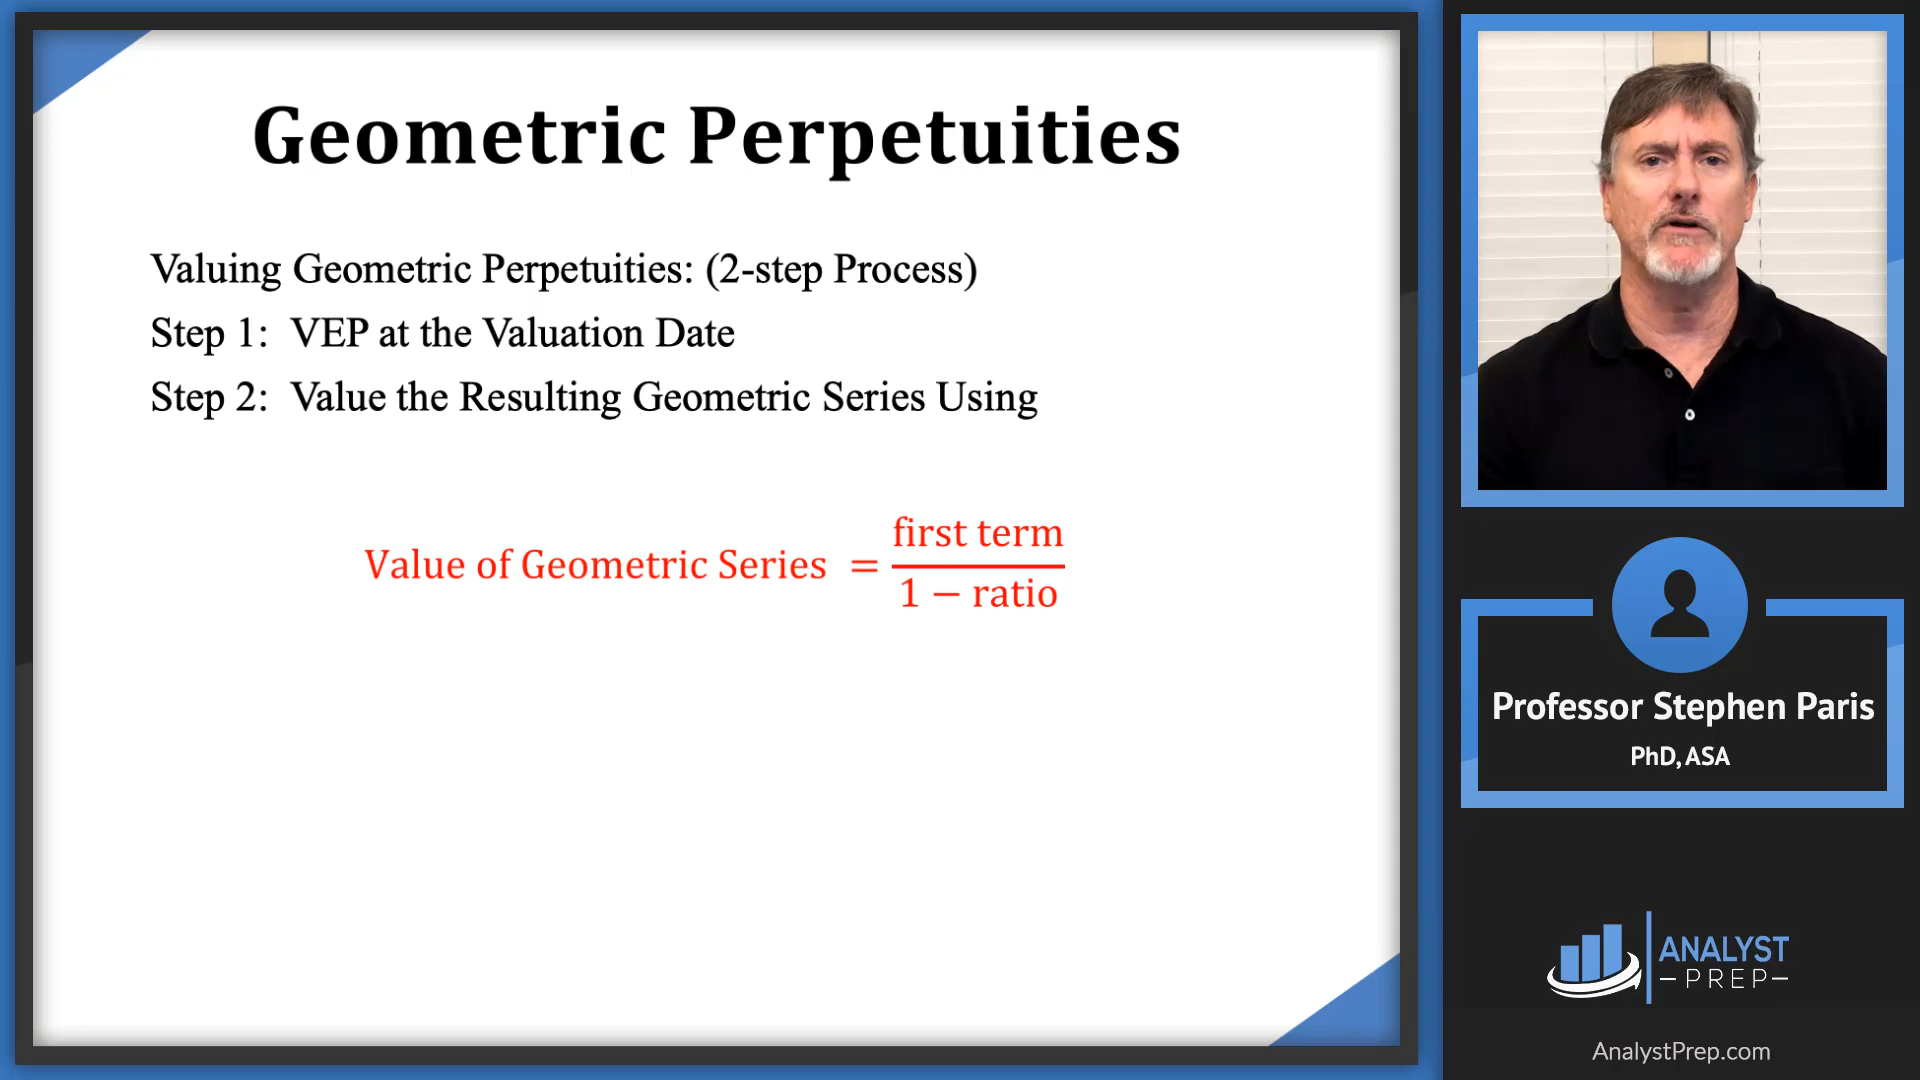 Geometric Perpetuities
Valuing Geometric Perpetuities: (2-step Process)
Step 1: VEP at the Valuation Date
Step 2: Value the Resulting Geometric Series Using
Value of Geometric Series = first term / 1 − ratio
Professor Stephen Paris
PhD, ASA
ANALYST
PREP
AnalystPrep.com